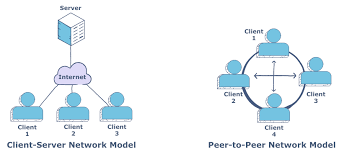 Server
Internet
Client
1
Client
2
Client
3
Client-Server Network Model
Client
1
Client
2
Client
3
Client
4
Peer-to-Peer Network Model